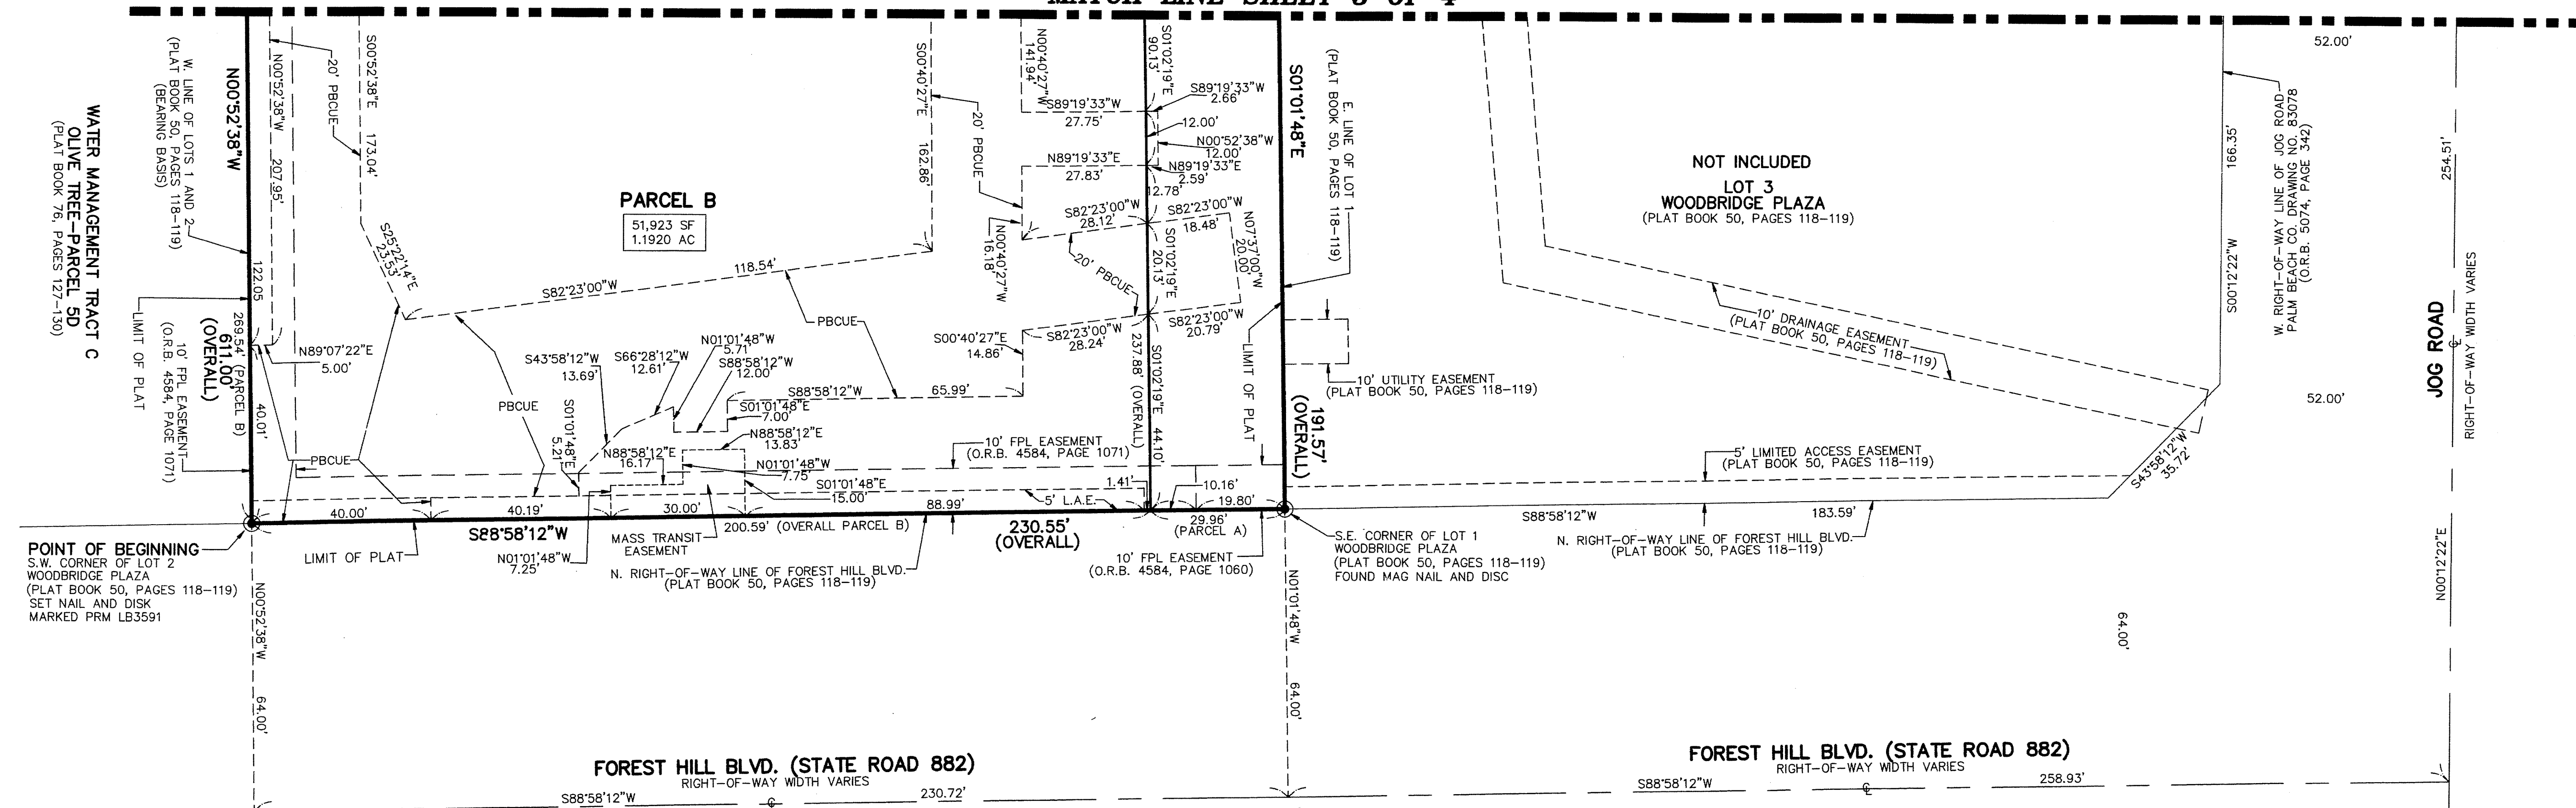 MATCH LINE SHEET 3 OF 4
WATER MANAGEMENT TRACT C
OLIVE TREE-PARCEL 5D
(PLAT BOOK 76, PAGES 127-130)
W. LINE OF LOTS 1 AND 2
(PLAT BOOK 50, PAGES 118-119)
(BEARING BASIS)
N00°52'38"W
122.05
269.54' (PARCEL B)
611.00'
(OVERALL)
40.01'
LIMIT OF PLAT
10' FPL EASEMENT
(O.R.B. 4584, PAGE 1071)
N00°52'38"W
207.95'
20' PBCUE
S00°52'38"E
173.04'
S25°22'14"E
23.53'
N89°07'22"E
5.00'
PBCUE
PARCEL B
51,923 SF
1.1920 AC
S82°23'00"W
118.54'
S00°40'27"E
162.86'
20' PBCUE
PBCUE
PBCUE
S43°58'12"W
13.69'
S66°28'12"W
12.61'
N01°01'48"W
5.71'
S88°58'12"W
12.00'
S01°01'48"E
7.00'
S88°58'12"W
65.99'
S00°40'27"E
14.86'
S01°01'48"E
5.21'
N88°58'12"E
16.17'
N88°58'12"E
13.83'
N01°01'48"W
7.75'
S01°01'48"E
15.00'
10' FPL EASEMENT
(O.R.B. 4584, PAGE 1071)
5' L.A.E.
1.41'
10.16'
19.80'
N00°40'27"W
141.94'
S89°19'33"W
27.75'
N89°19'33"E
27.83'
N00°40'27"W
16.18'
S82°23'00"W
28.12'
20' PBCUE
S82°23'00"W
28.24'
S01°02'19"E
90.13'
S89°19'33"W
2.66'
12.00'
N00°52'38"W
12.00'
N89°19'33"E
2.59'
12.78'
S82°23'00"W
18.48'
N07°37'00"W
20.00'
S01°02'19"E
20.13'
S82°23'00"W
20.79'
237.88' (OVERALL)
S01°02'19"E
44.10'
LIMIT OF PLAT
S01°01'48"E
191.57'
(OVERALL)
E. LINE OF LOT 1
(PLAT BOOK 50, PAGES 118-119)
10' UTILITY EASEMENT
(PLAT BOOK 50, PAGES 118-119)
NOT INCLUDED
LOT 3
WOODBRIDGE PLAZA
(PLAT BOOK 50, PAGES 118-119)
10' DRAINAGE EASEMENT
(PLAT BOOK 50, PAGES 118-119)
5' LIMITED ACCESS EASEMENT
(PLAT BOOK 50, PAGES 118-119)
S43°58'12"W
35.72'
52.00'
166.35'
S00°12'22"W
W. RIGHT-OF-WAY LINE OF JOG ROAD
PALM BEACH CO. DRAWING NO. 83078
(O.R.B. 5074, PAGE 342)
52.00'
254.51'
JOG ROAD
RIGHT-OF-WAY WIDTH VARIES
N00°12'22"E
40.00'
40.19'
30.00'
88.99'
S88°58'12"W
200.59' (OVERALL PARCEL B)
230.55'
(OVERALL)
29.96'
(PARCEL A)
POINT OF BEGINNING
S.W. CORNER OF LOT 2
WOODBRIDGE PLAZA
(PLAT BOOK 50, PAGES 118-119)
SET NAIL AND DISK
MARKED PRM LB3591
LIMIT OF PLAT
N01°01'48"W
7.25'
MASS TRANSIT
EASEMENT
N. RIGHT-OF-WAY LINE OF FOREST HILL BLVD.
(PLAT BOOK 50, PAGES 118-119)
10' FPL EASEMENT
(O.R.B. 4584, PAGE 1060)
S.E. CORNER OF LOT 1
WOODBRIDGE PLAZA
(PLAT BOOK 50, PAGES 118-119)
FOUND MAG NAIL AND DISC
S88°58'12"W
183.59'
N. RIGHT-OF-WAY LINE OF FOREST HILL BLVD.
(PLAT BOOK 50, PAGES 118-119)
N00°52'38"W
64.00'
N01°01'48"W
64.00'
64.00'
FOREST HILL BLVD. (STATE ROAD 882)
RIGHT-OF-WAY WIDTH VARIES
S88°58'12"W
230.72'
FOREST HILL BLVD. (STATE ROAD 882)
RIGHT-OF-WAY WIDTH VARIES
S88°58'12"W
258.93'